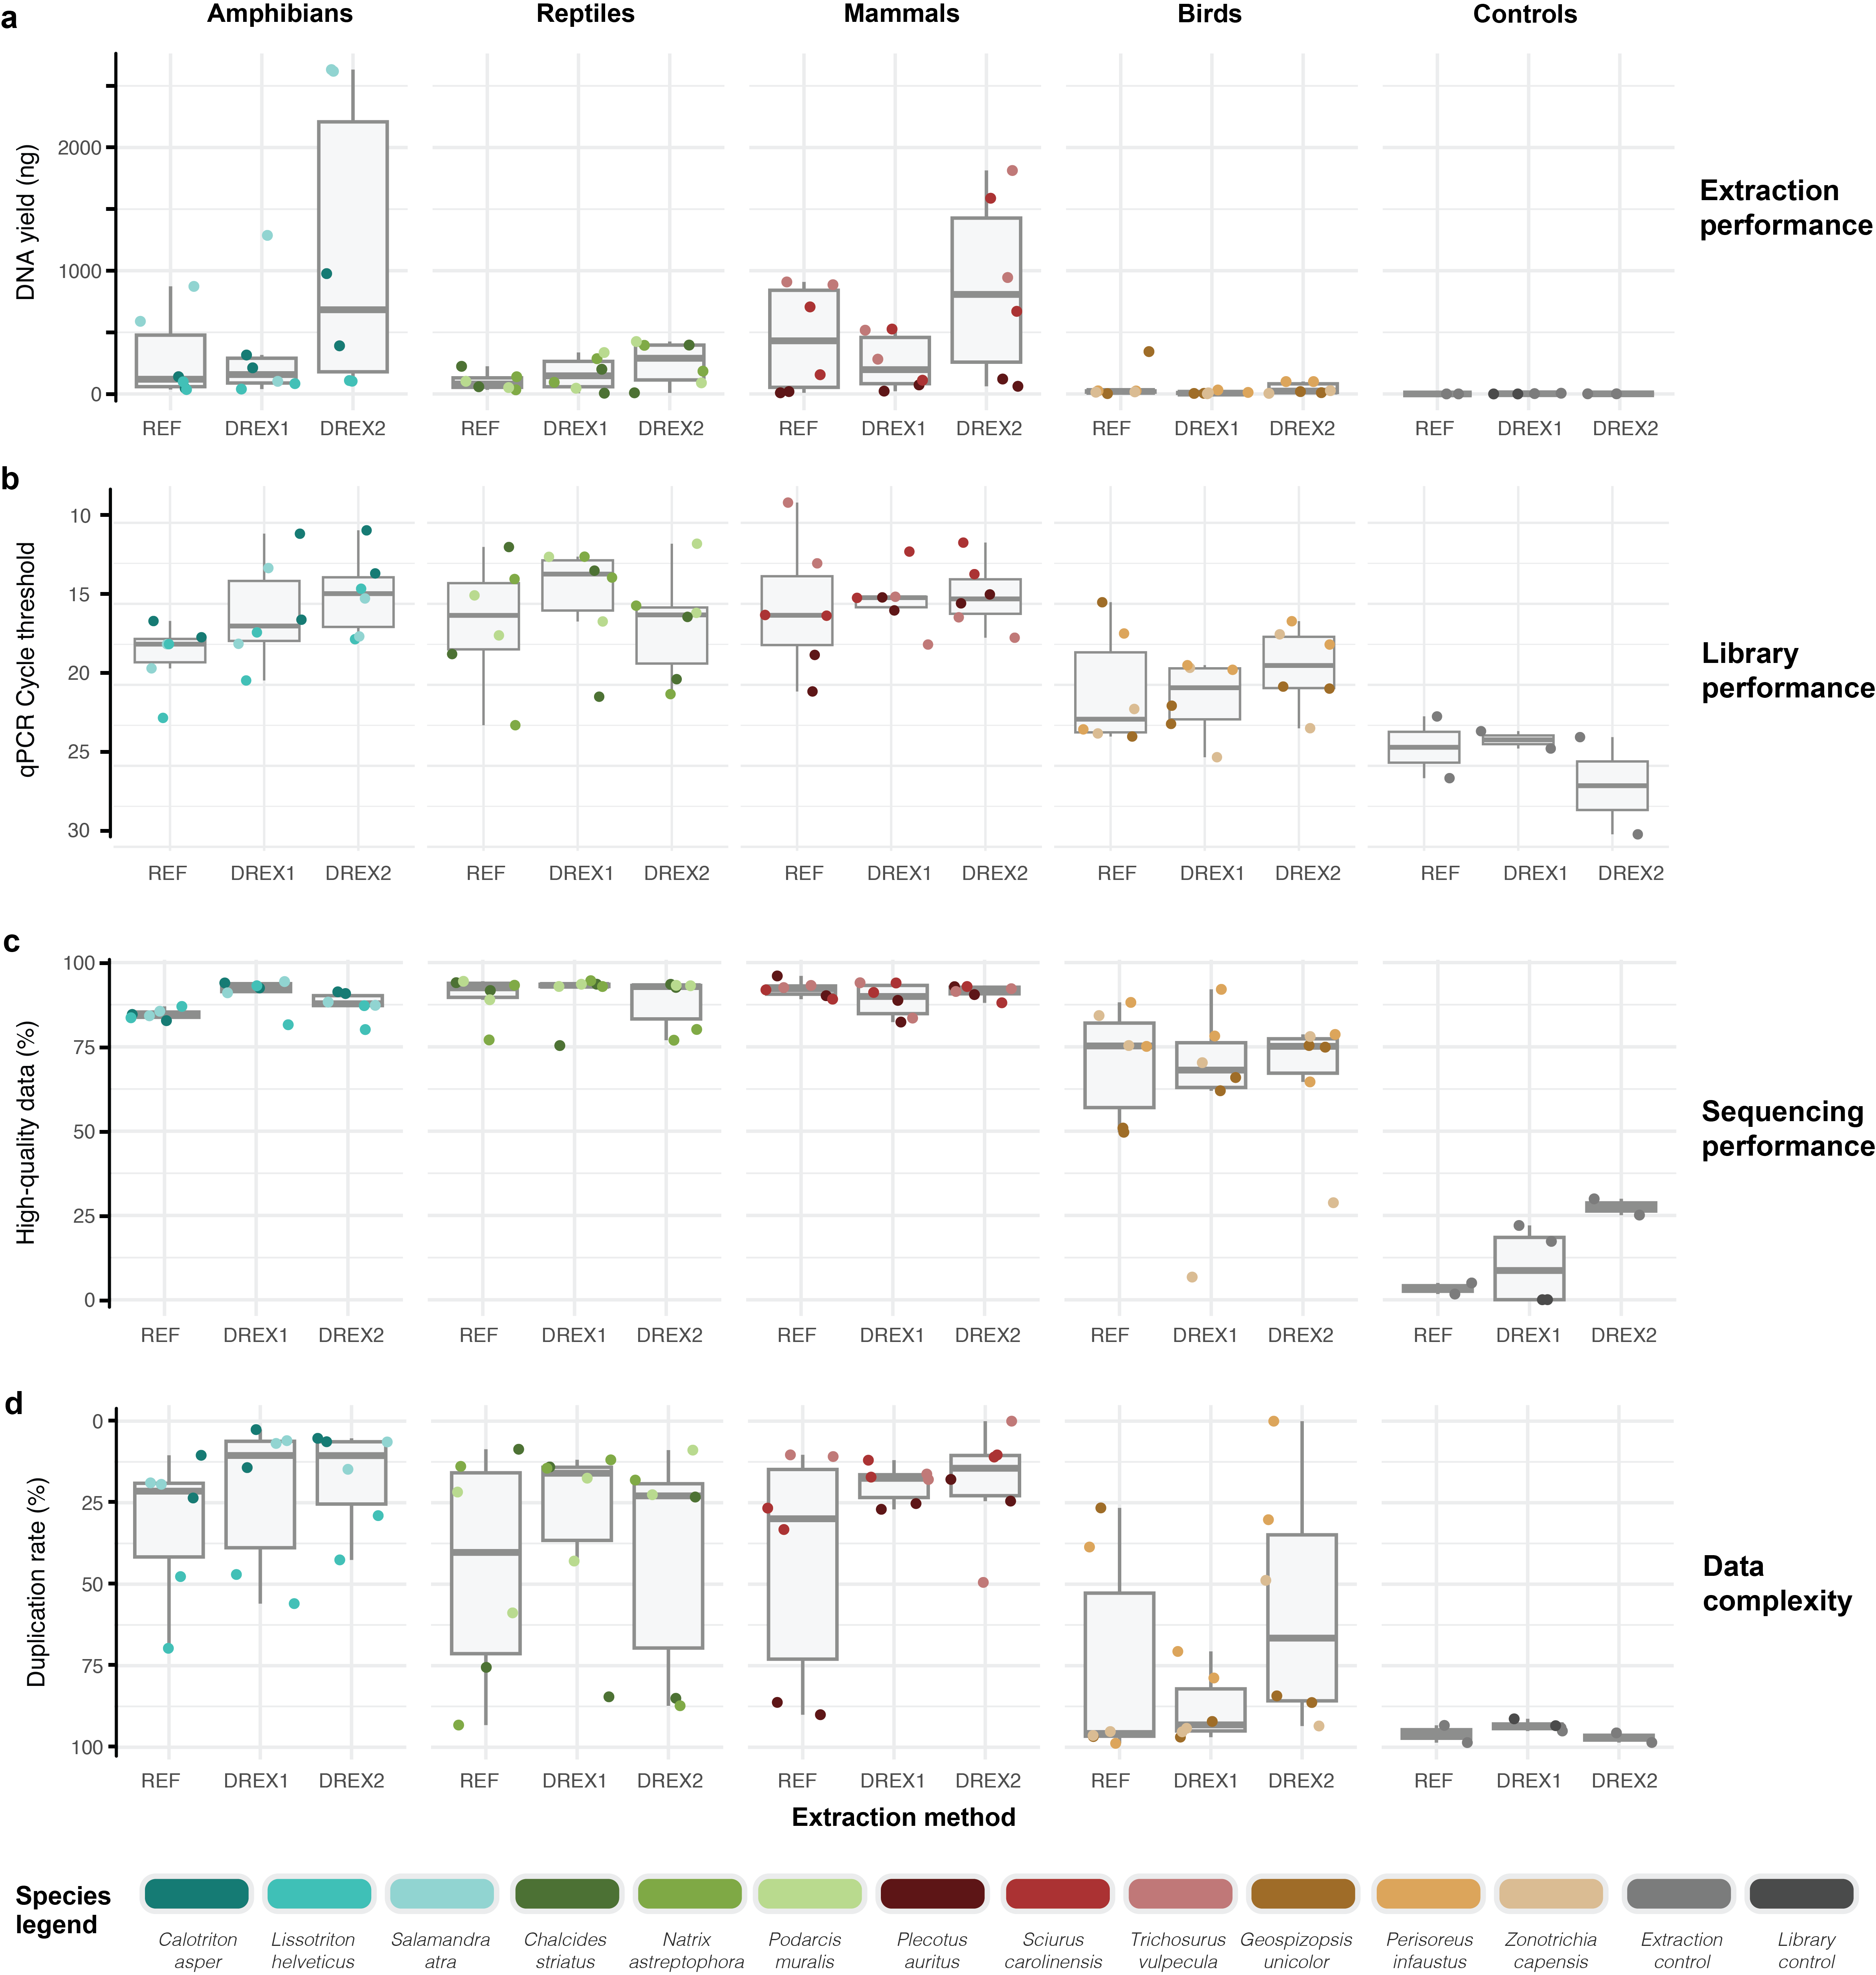 a
Amphibians Reptiles Mammals Birds Controls
DNA yield (ng)
2000
1000
0
REF DREX1 DREX2 REF DREX1 DREX2 REF DREX1 DREX2 REF DREX1 DREX2 REF DREX1 DREX2
Extraction
performance
b
qPCR Cycle threshold
10
15
20
25
30
REF DREX1 DREX2 REF DREX1 DREX2 REF DREX1 DREX2 REF DREX1 DREX2 REF DREX1 DREX2
Library
performance
c
High-quality data (%)
100
75
50
25
0
REF DREX1 DREX2 REF DREX1 DREX2 REF DREX1 DREX2 REF DREX1 DREX2 REF DREX1 DREX2
Sequencing
performance
d
Duplication rate (%)
0
25
50
75
100
REF DREX1 DREX2 REF DREX1 DREX2 REF DREX1 DREX2 REF DREX1 DREX2 REF DREX1 DREX2
Data
complexity
Extraction method
Species
legend
Calotriton
asper
Lissotriton
helveticus
Salamandra
atra
Chalcides
striatus
Natrix
astreptophora
Podarcis
muralis
Plecotus
auritus
Sciurus
carolinensis
Trichosurus
vulpecula
Geospizopsis
unicolor
Perisoreus
infaustus
Zonotrichia
capensis
Extraction
control
Library
control